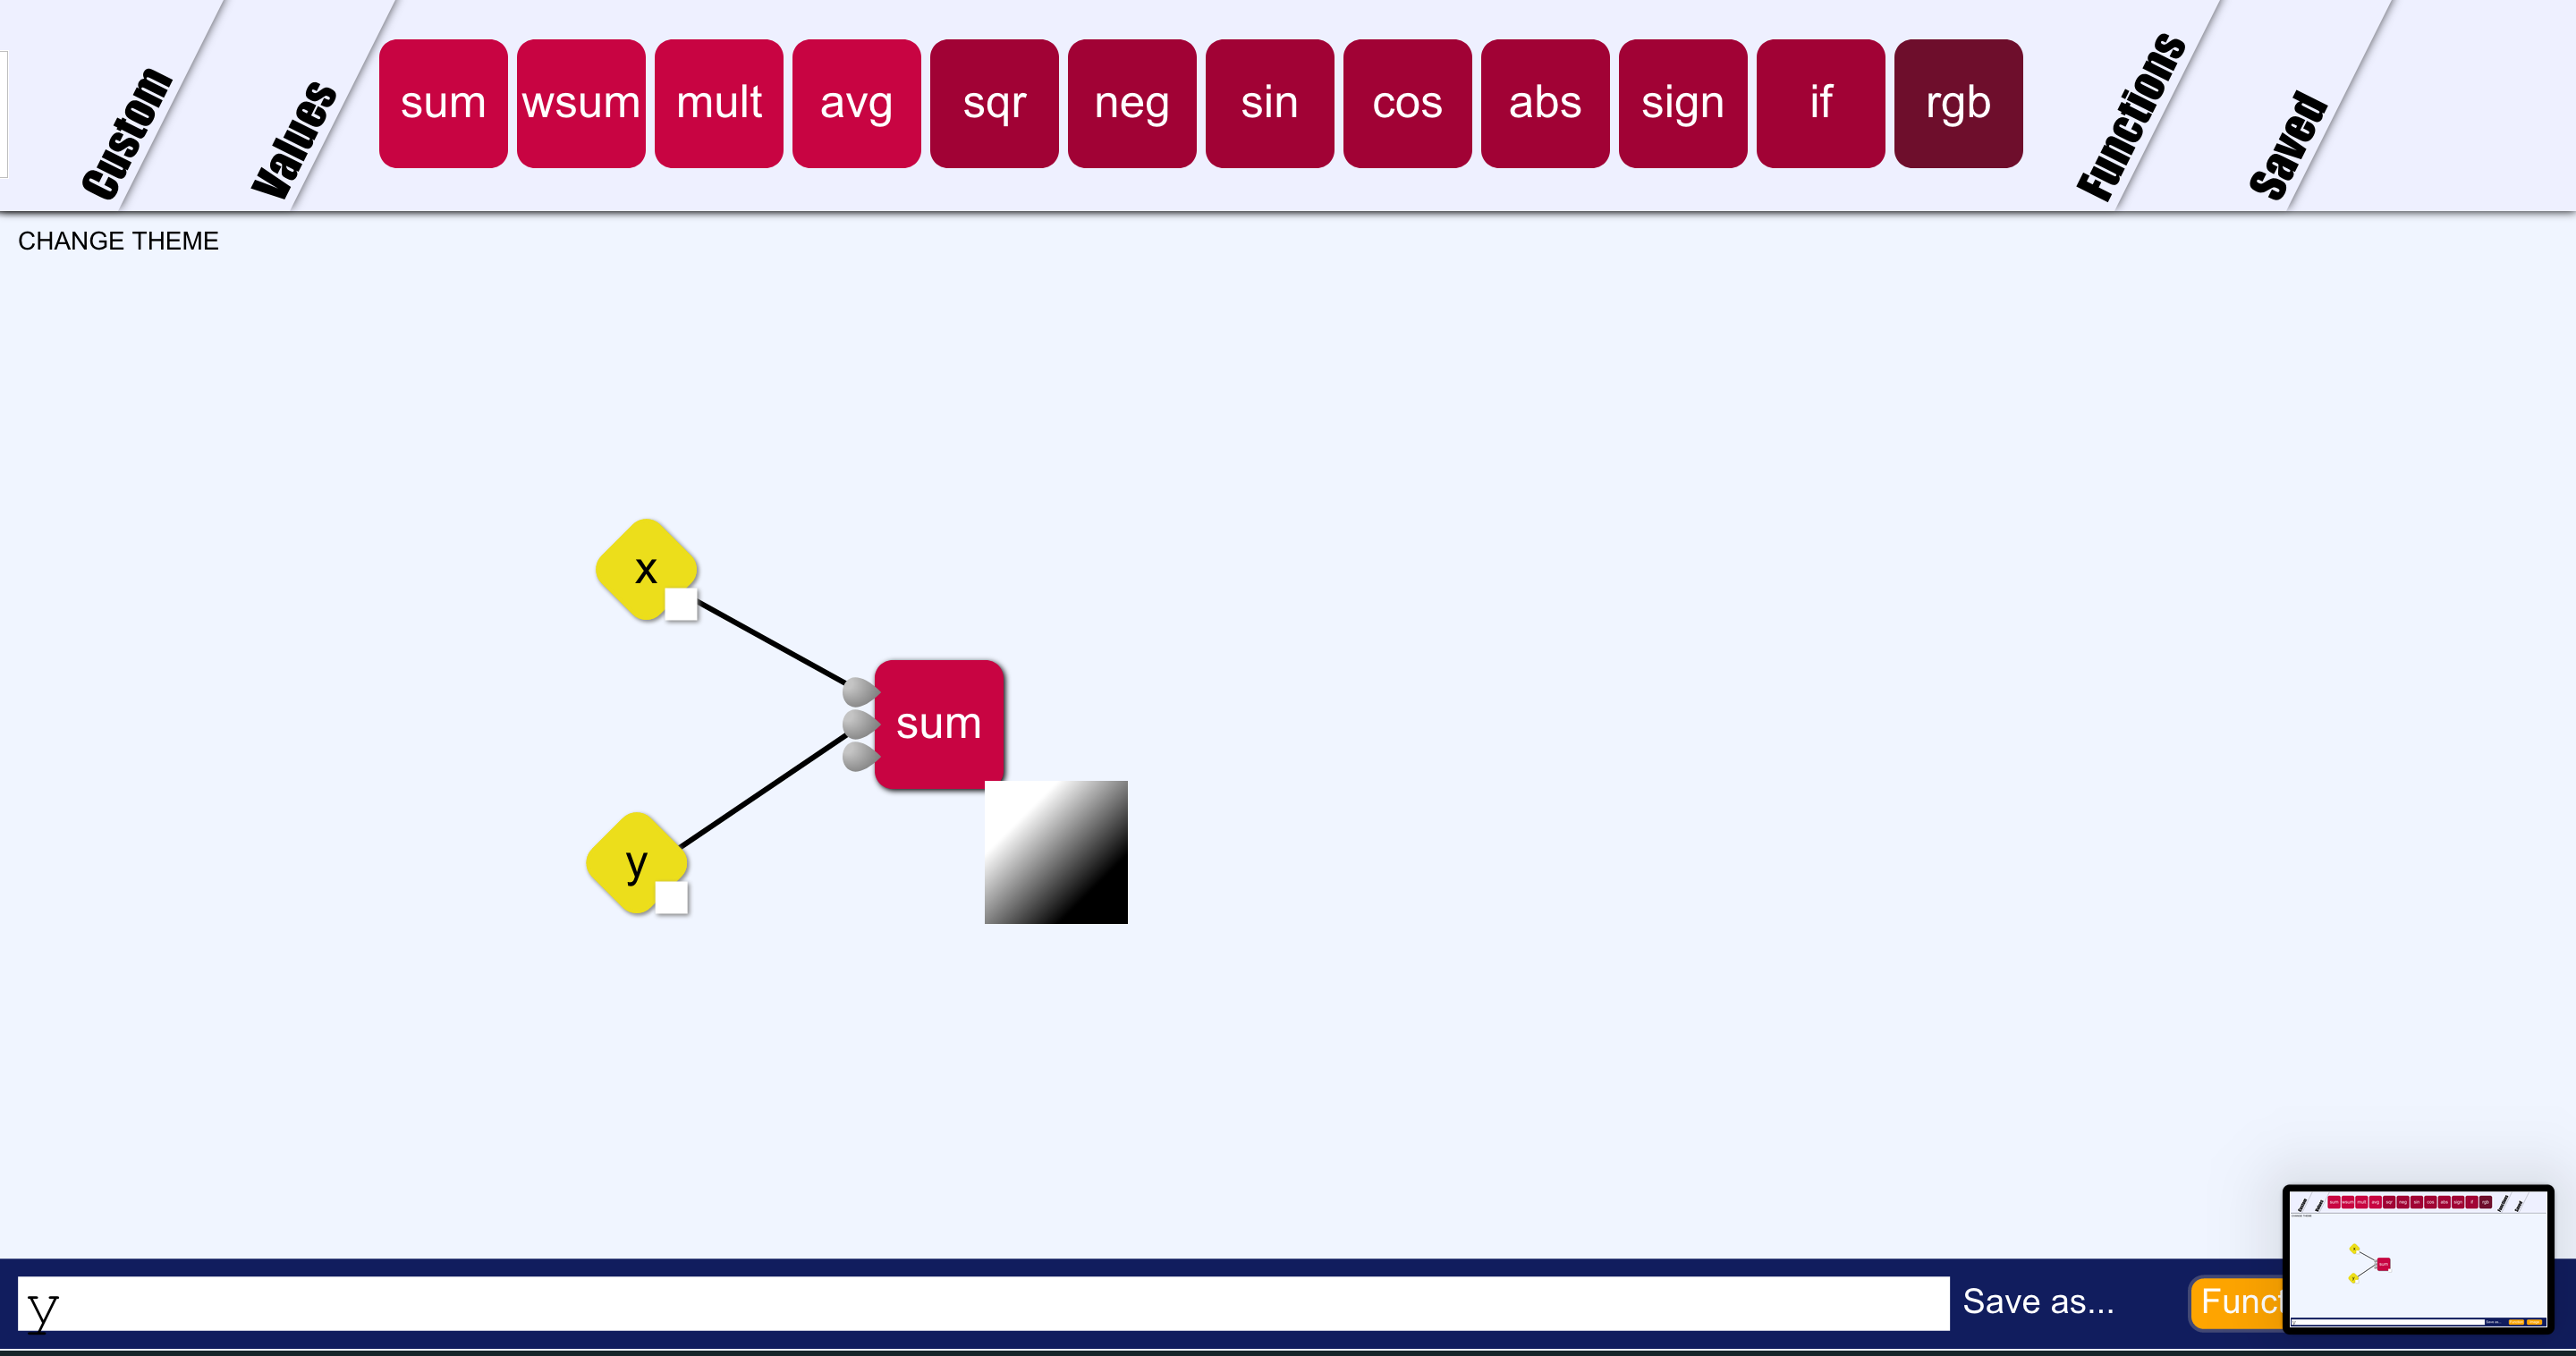 Custom
Values
sum wsum mult avg sqr neg sin cos abs sign if rgb
Functions
Saved
CHANGE THEME
x
sum
y
y
Save as...
Funct